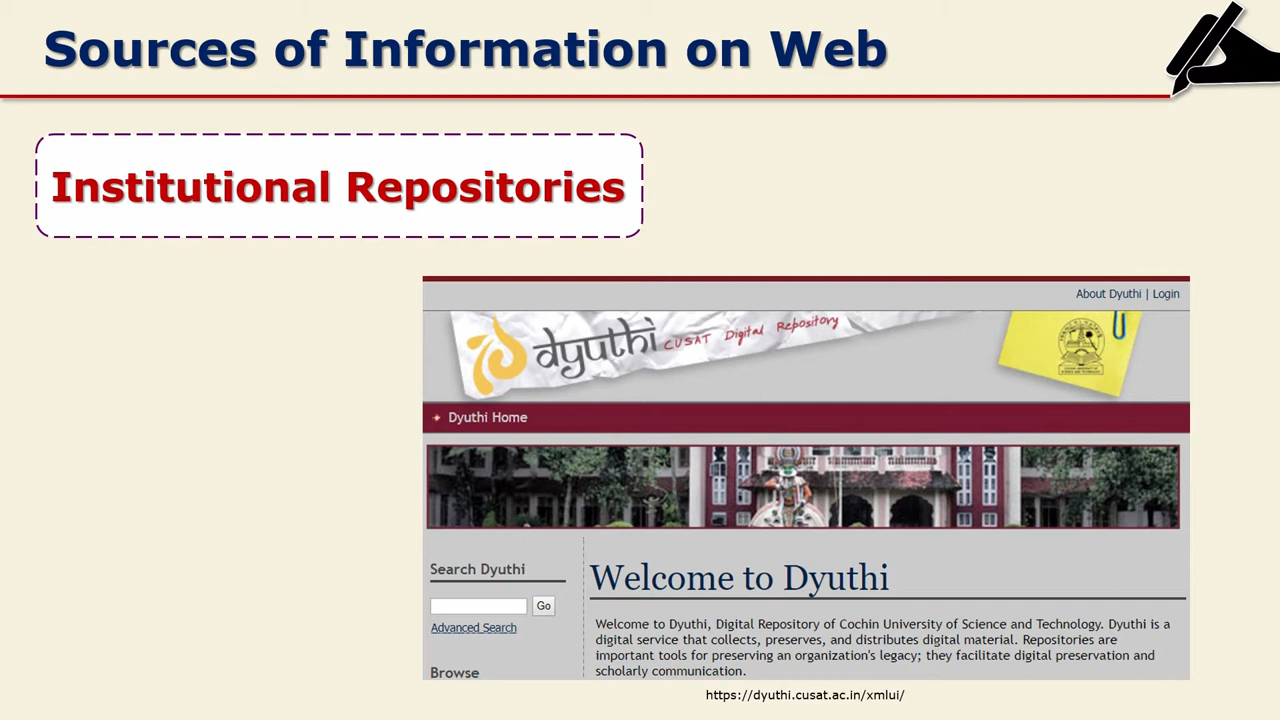 Sources of Information on Web
Institutional Repositories
About Dyuthi | Login
dyuthi CUSAT Digital Repository
Dyuthi Home
Search Dyuthi
Go
Advanced Search
Browse
Welcome to Dyuthi
Welcome to Dyuthi, Digital Repository of Cochin University of Science and Technology. Dyuthi is a
digital service that collects, preserves, and distributes digital material. Repositories are
important tools for preserving an organization's legacy; they facilitate digital preservation and
scholarly communication.
https://dyuthi.cusat.ac.in/xmlui/